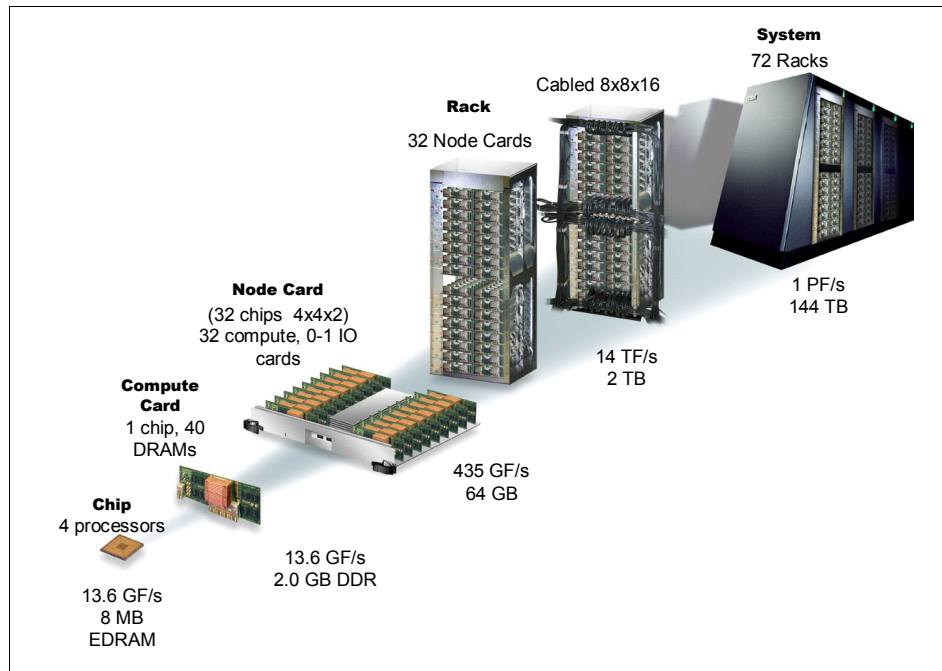 System
72 Racks
Cabled 8x8x16
Rack
32 Node Cards
1 PF/s
144 TB
Node Card
(32 chips 4x4x2)
32 compute, 0-1 IO
cards
14 TF/s
2 TB
Compute
Card
1 chip, 40
DRAMs
435 GF/s
64 GB
Chip
4 processors
13.6 GF/s
2.0 GB DDR
13.6 GF/s
8 MB
EDRAM